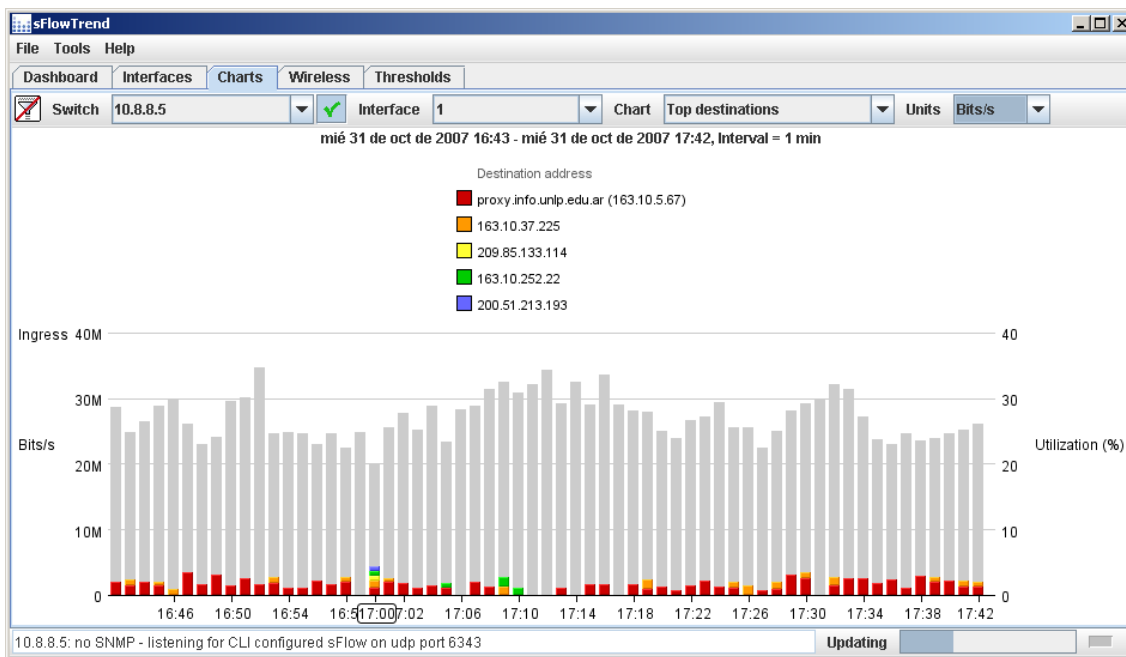 sFlowTrend
File Tools Help
Dashboard Interfaces Charts Wireless Thresholds
Switch 10.8.8.5 Interface 1 Chart Top destinations Units Bits/s
mié 31 de oct de 2007 16:43 - mié 31 de oct de 2007 17:42, Interval = 1 min
Destination address
proxy.info.unlp.edu.ar (163.10.5.67)
163.10.37.225
209.85.133.114
163.10.252.22
200.51.213.193
Ingress 40M 40
30M 30
Bits/s Utilization (%)
20M 20
10M 10
0 0
16:46 16:50 16:54 16:5 17:00 7:02 17:06 17:10 17:14 17:18 17:22 17:26 17:30 17:34 17:38 17:42
10.8.8.5: no SNMP - listening for CLI configured sFlow on udp port 6343 Updating